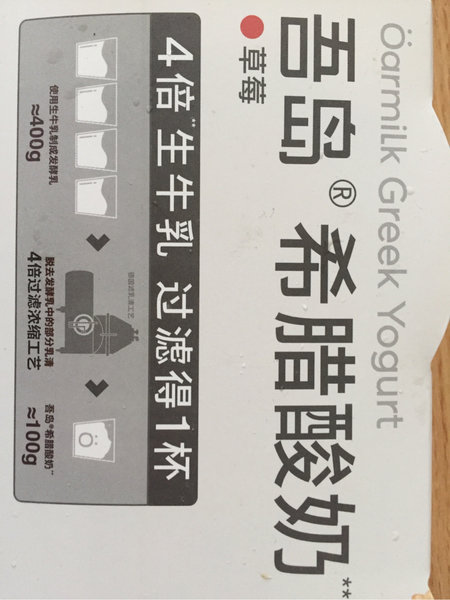 Öarmilk Greek Yogurt
吾岛® 希腊酸奶**
草莓
4倍**生牛乳 过滤得1杯
使用生牛乳制成发酵乳
≈400g
脱去发酵乳中的部分乳清
4倍过滤浓缩工艺
吾岛®希腊酸奶**
≈100g